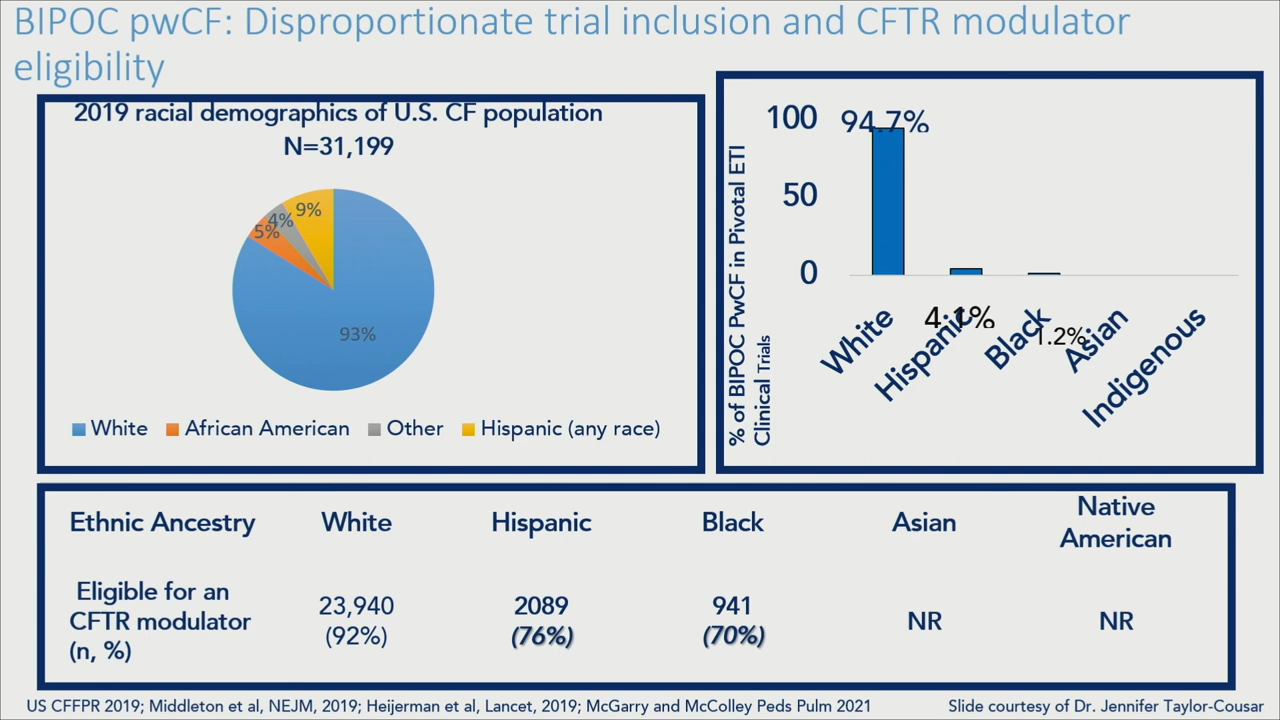 BIPOC pwCF: Disproportionate trial inclusion and CFTR modulator
eligibility
2019 racial demographics of U.S. CF population
N=31,199
9%
4%
5%
93%
White African American Other Hispanic (any race)
% of BIPOC PwCF in Pivotal ETI
Clinical Trials
100
50
0
94.7%
4.1%
1.2%
White
Hispanic
Black
Asian
Indigenous
Ethnic Ancestry White Hispanic Black Asian Native
American
Eligible for an
CFTR modulator
(n, %)
23,940
(92%)
2089
(76%)
941
(70%)
NR
NR
US CFFPR 2019; Middleton et al, NEJM, 2019; Heijerman et al, Lancet, 2019; McGarry and McColley Peds Pulm 2021
Slide courtesy of Dr. Jennifer Taylor-Cousar